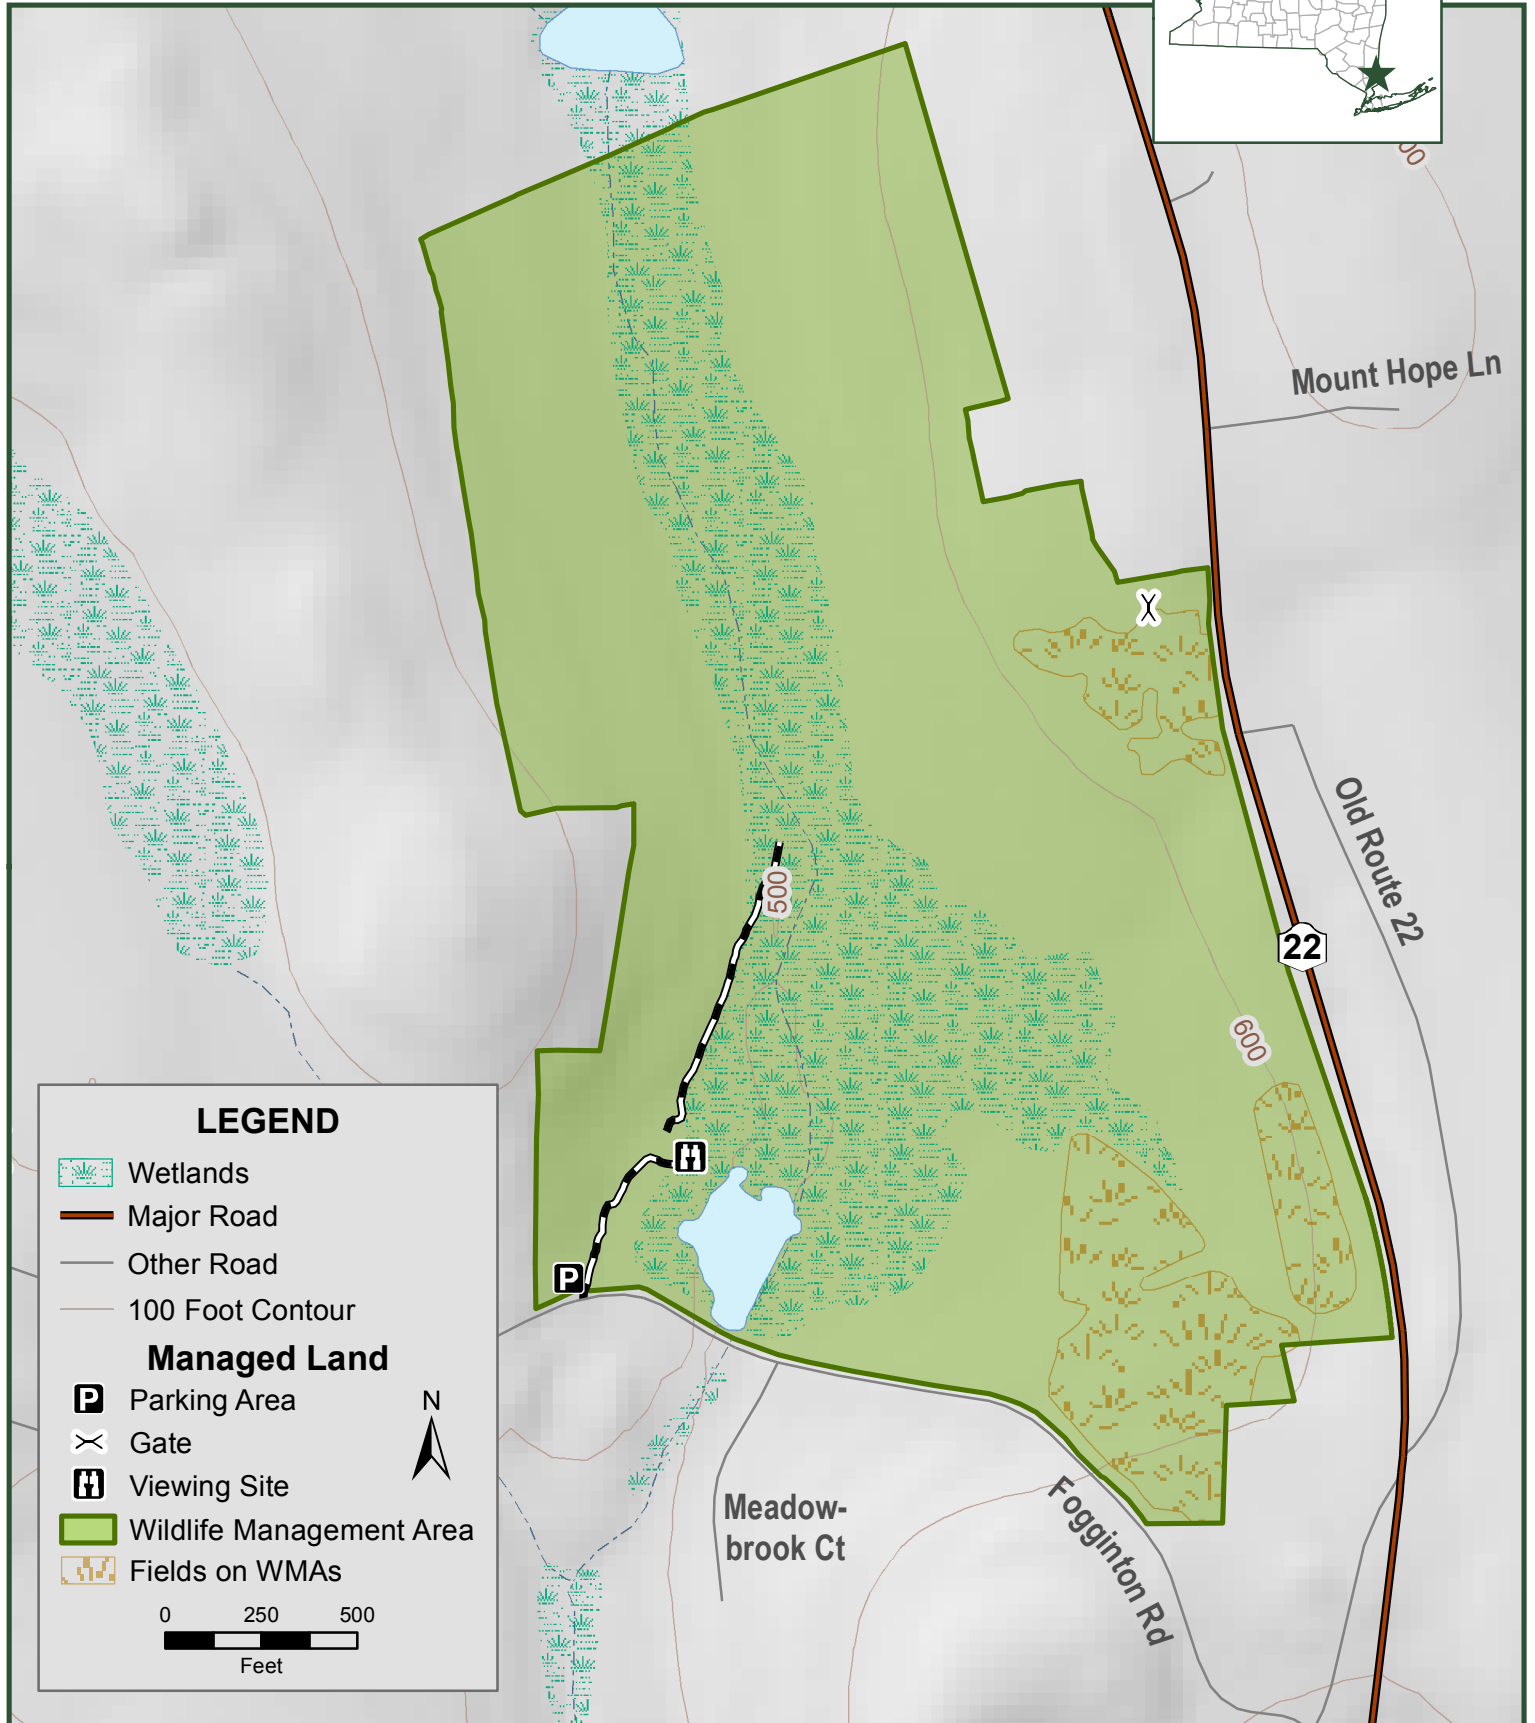 Mount Hope Ln
Old Route 22
22
500
600
LEGEND
Wetlands
Major Road
Other Road
100 Foot Contour
Managed Land
P
Parking Area
N
Gate
Viewing Site
Wildlife Management Area
Fields on WMAs
0 250 500
Feet
P
Meadow-
brook Ct
Fogginton Rd